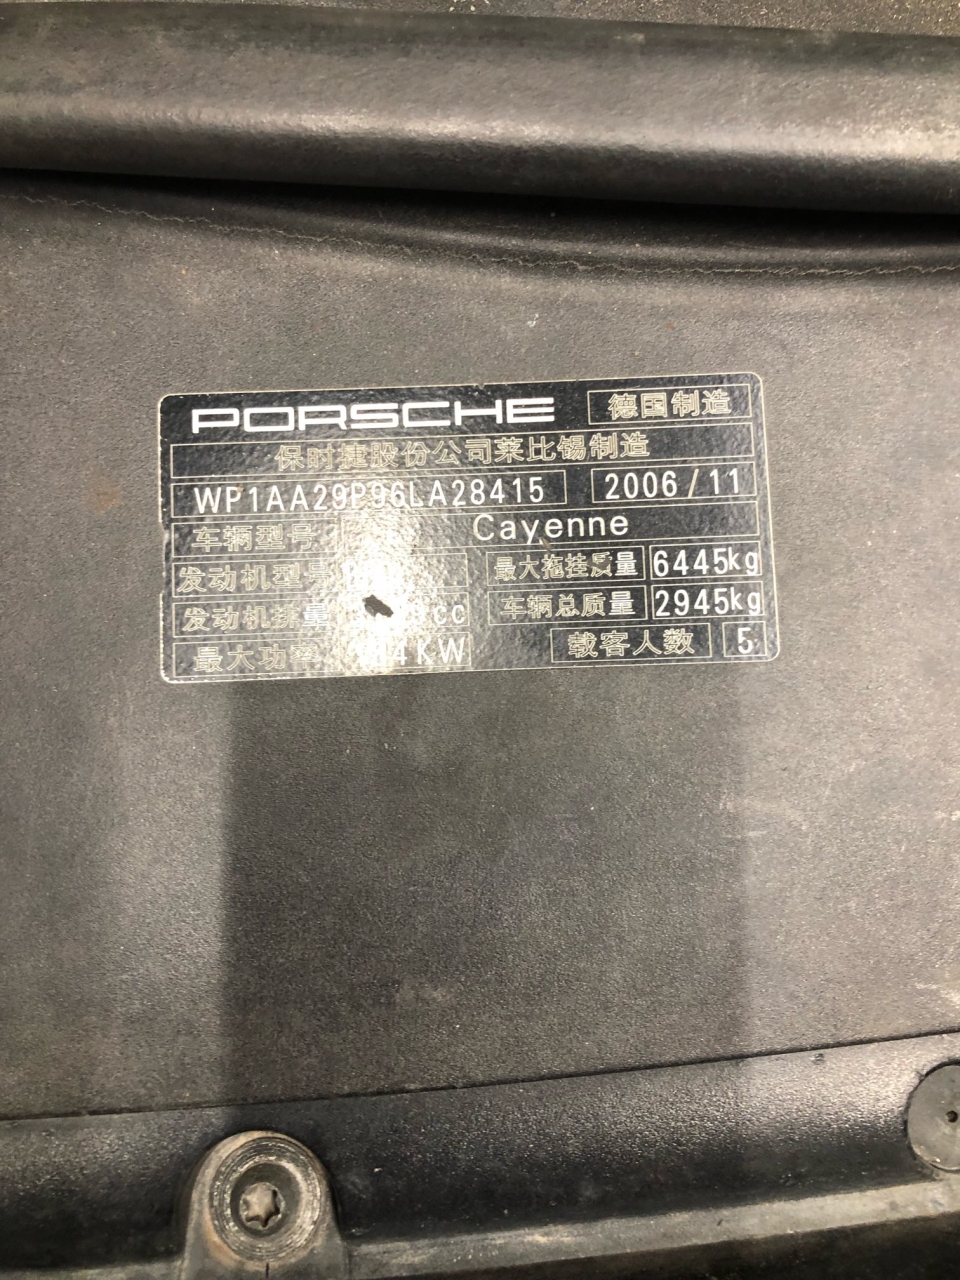 PORSCHE 德国制造
保时捷股份公司莱比锡制造
WP1AA29P96LA28415 2006/11
车辆型号 Cayenne
发动机型号 最大拖挂质量 6445kg
发动机排量 cc 车辆总质量 2945kg
最大功率 KW 载客人数 5